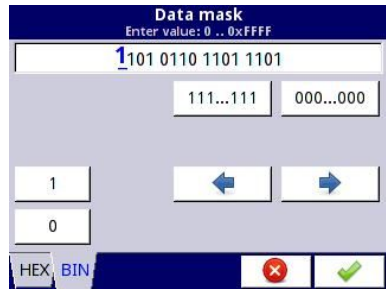 Data mask
Enter value: 0 .. 0xFFFF
1101 0110 1101 1101
111...111 000...000
1
0
HEX BIN